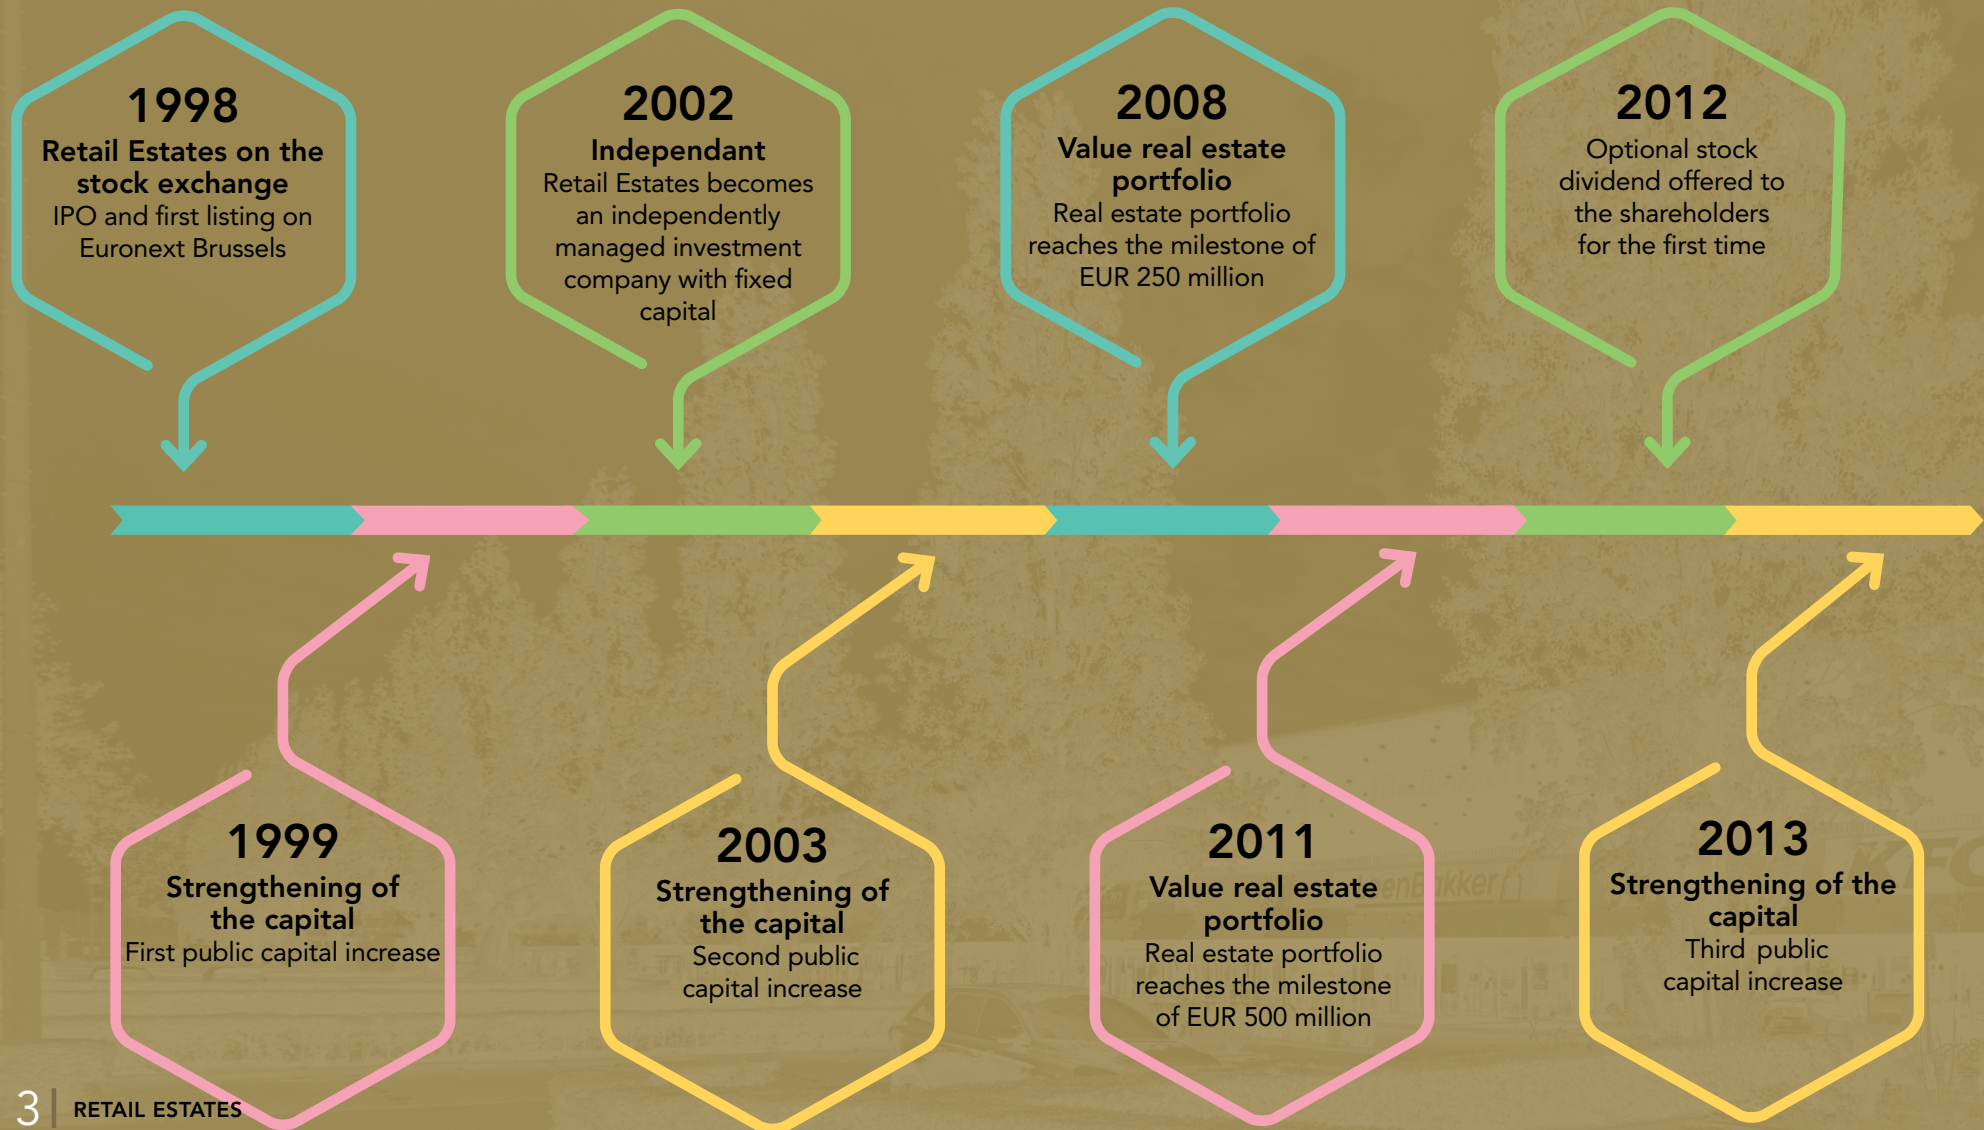 1998
Retail Estates on the
stock exchange
IPO and first listing on
Euronext Brussels
2002
Independant
Retail Estates becomes
an independently
managed investment
company with fixed
capital
2008
Value real estate
portfolio
Real estate portfolio
reaches the milestone of
EUR 250 million
2012
Optional stock
dividend offered to
the shareholders
for the first time
1999
Strengthening of
the capital
First public capital increase
2003
Strengthening of
the capital
Second public
capital increase
2011
Value real estate
portfolio
Real estate portfolio
reaches the milestone
of EUR 500 million
2013
Strengthening of the
capital
Third public
capital increase
KFC
3 | RETAIL ESTATES